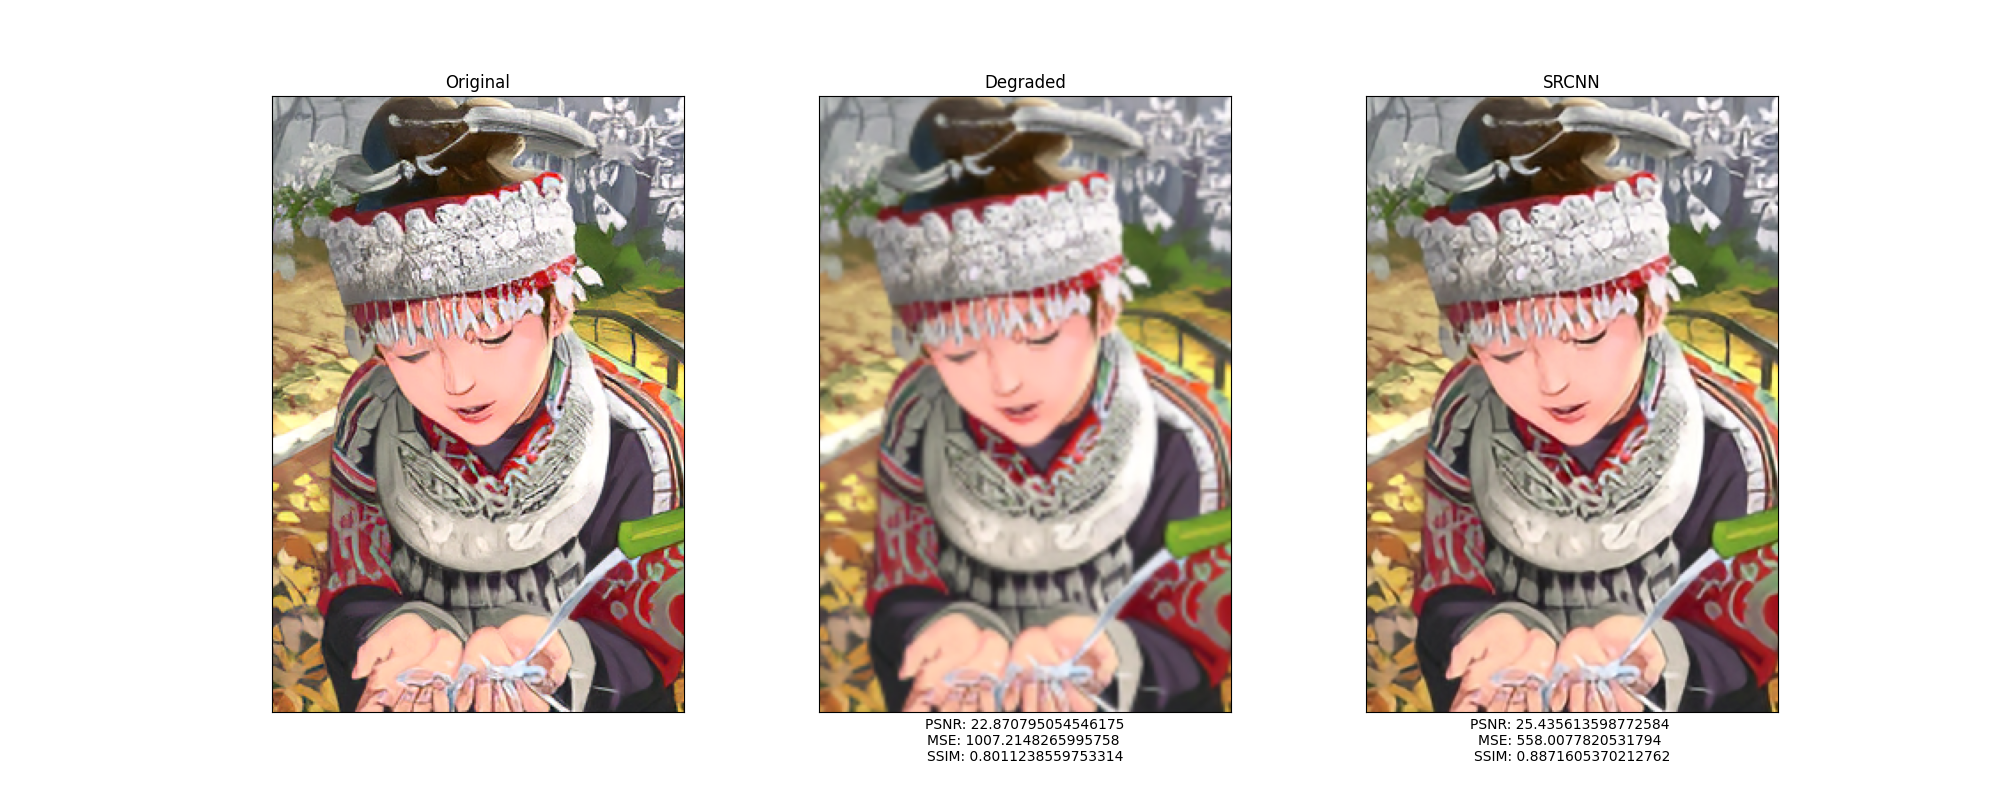 Original
Degraded
SRCNN
PSNR: 22.870795054546175
MSE: 1007.2148265995758
SSIM: 0.8011238559753314
PSNR: 25.435613598772584
MSE: 558.0077820531794
SSIM: 0.8871605370212762